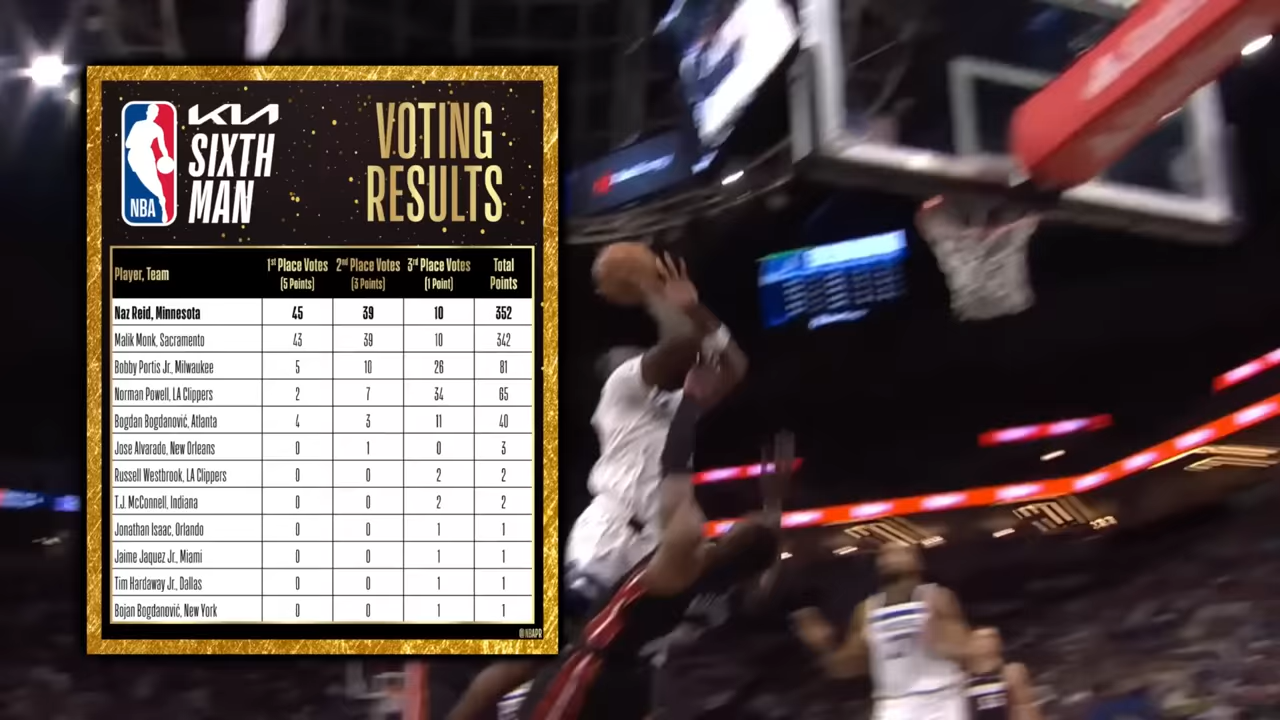 KIA
SIXTH
MAN
NBA
VOTING
RESULTS
Player, Team 1st Place Votes (5 Points) 2nd Place Votes (3 Points) 3rd Place Votes (1 Point) Total Points
Naz Reid, Minnesota 45 39 10 352
Malik Monk, Sacramento 43 39 10 342
Bobby Portis Jr., Milwaukee 5 10 26 81
Norman Powell, LA Clippers 2 7 34 65
Bogdan Bogdanović, Atlanta 4 3 11 40
Jose Alvarado, New Orleans 0 1 0 3
Russell Westbrook, LA Clippers 0 0 2 2
T.J. McConnell, Indiana 0 0 2 2
Jonathan Isaac, Orlando 0 0 1 1
Jaime Jaquez Jr., Miami 0 0 1 1
Tim Hardaway Jr., Dallas 0 0 1 1
Bojan Bogdanović, New York 0 0 1 1
@NBAPR